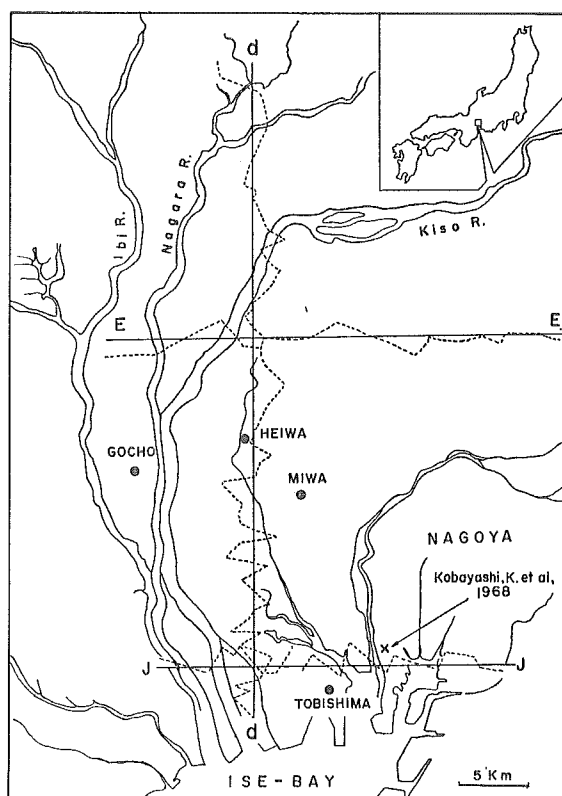 d
Ibi R.
Nagara R.
Kiso R.
E
E
HEIWA
GOCHO
MIWA
NAGOYA
Kobayashi, K. et al,
1968
J
J
TOBISHIMA
d
ISE-BAY
5 Km